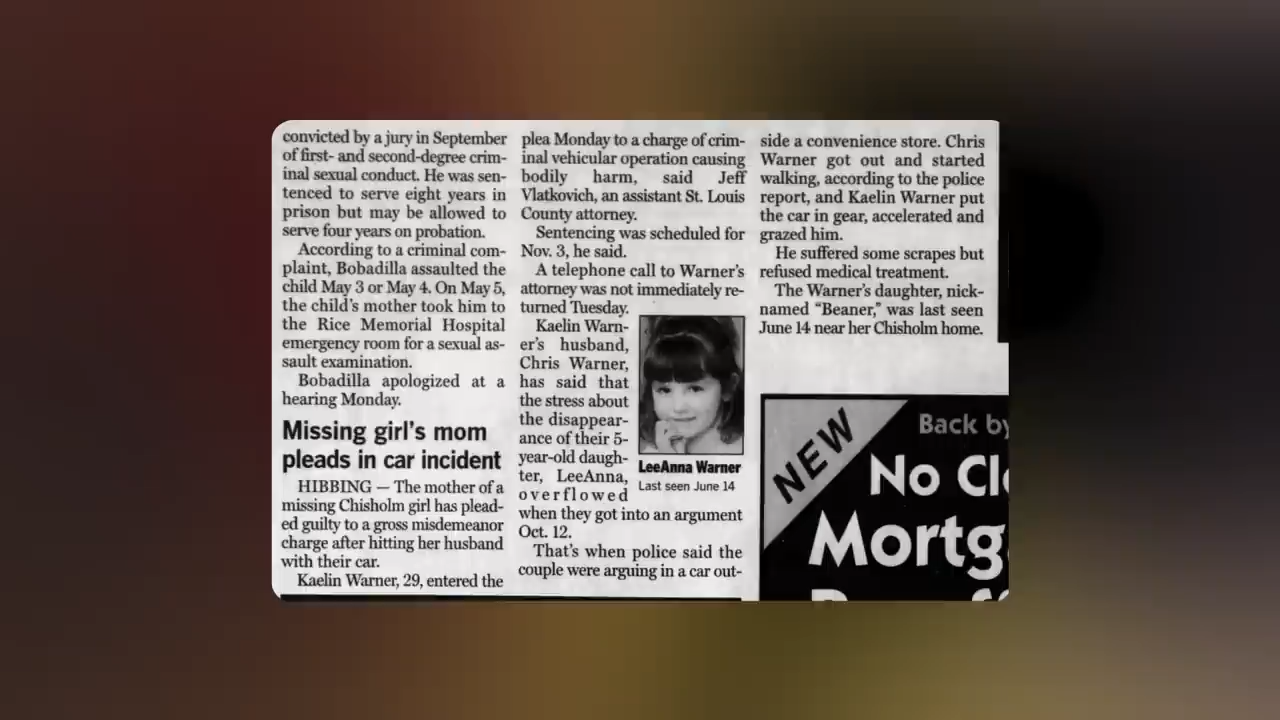 convicted by a jury in September
of first- and second-degree crim-
inal sexual conduct. He was sen-
tenced to serve eight years in
prison but may be allowed to
serve four years on probation.
According to a criminal com-
plaint, Bobadilla assaulted the
child May 3 or May 4. On May 5,
the child's mother took him to
the Rice Memorial Hospital
emergency room for a sexual as-
sault examination.
Bobadilla apologized at a
hearing Monday.
Missing girl's mom
pleads in car incident
HIBBING — The mother of a
missing Chisholm girl has plead-
ed guilty to a gross misdemeanor
charge after hitting her husband
with their car.
Kaelin Warner, 29, entered the
plea Monday to a charge of crim-
inal vehicular operation causing
bodily harm, said Jeff
Vlatkovich, an assistant St. Louis
County attorney.
Sentencing was scheduled for
Nov. 3, he said.
A telephone call to Warner's
attorney was not immediately re-
turned Tuesday.
Kaelin Warn-
er's husband,
Chris Warner,
has said that
the stress about
the disappear-
ance of their 5-
year-old daugh-
ter, LeeAnna,
overflowed
when they got into an argument
Oct. 12.
That's when police said the
couple were arguing in a car out-
LeeAnna Warner
Last seen June 14
side a convenience store. Chris
Warner got out and started
walking, according to the police
report, and Kaelin Warner put
the car in gear, accelerated and
grazed him.
He suffered some scrapes but
refused medical treatment.
The Warner's daughter, nick-
named "Beaner," was last seen
June 14 near her Chisholm home.
NEW
Back by
No Cl
Mortg